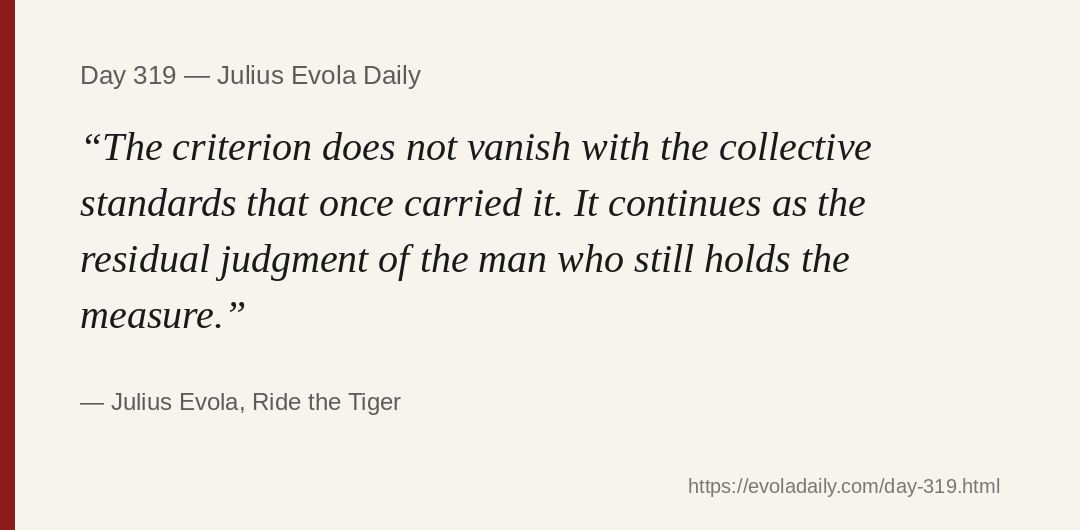 Day 319 — Julius Evola Daily
“The criterion does not vanish with the collective
standards that once carried it. It continues as the
residual judgment of the man who still holds the
measure.”
— Julius Evola, Ride the Tiger
https://evoladaily.com/day-319.html